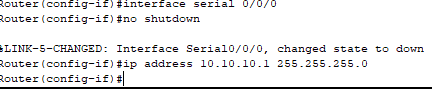 Router(config-if)#interface serial 0/0/0
Router(config-if)#no shutdown
%LINK-5-CHANGED: Interface Serial0/0/0, changed state to down
Router(config-if)#ip address 10.10.10.1 255.255.255.0
Router(config-if)#